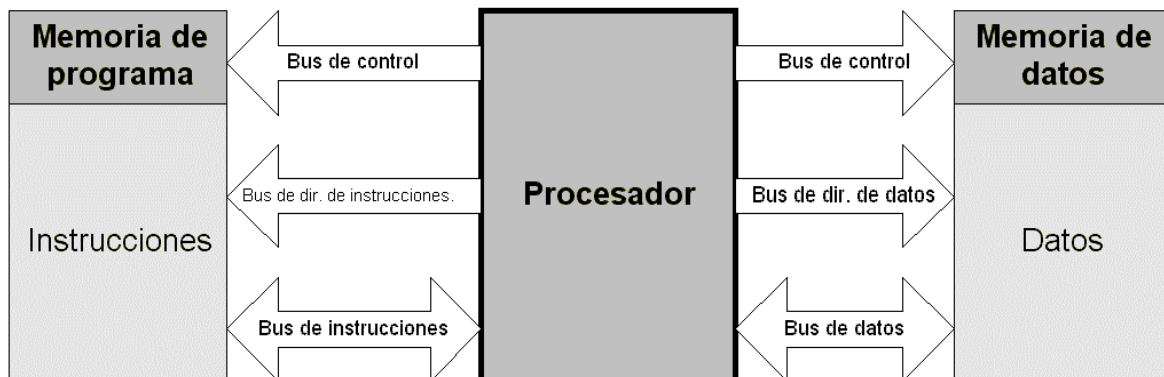 Memoria de
programa
Instrucciones
Bus de control
Bus de dir. de instrucciones.
Bus de instrucciones
Procesador
Bus de control
Bus de dir. de datos
Bus de datos
Memoria de
datos
Datos